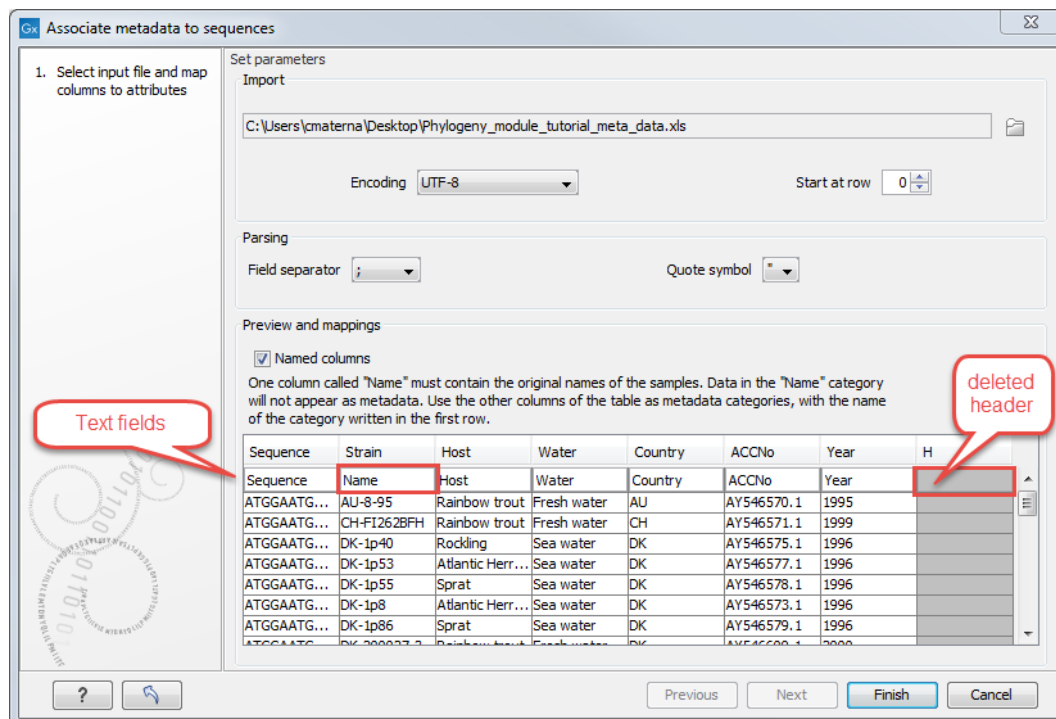 Gx Associate metadata to sequences
1. Select input file and map
columns to attributes
Set parameters
Import
C:\Users\cmaterna\Desktop\Phylogeny_module_tutorial_meta_data.xls
Encoding UTF-8 Start at row 0
Parsing
Field separator ; Quote symbol "
Preview and mappings
Named columns
One column called "Name" must contain the original names of the samples. Data in the "Name" category
will not appear as metadata. Use the other columns of the table as metadata categories, with the name
of the category written in the first row.
deleted
header
Text fields
Sequence Strain Host Water Country ACCNo Year H
Sequence Name Host Water Country ACCNo Year
ATGGAATG... AU-8-95 Rainbow trout Fresh water AU AY546570.1 1995
ATGGAATG... CH-FI262BFH Rainbow trout Fresh water CH AY546571.1 1999
ATGGAATG... DK-1p40 Rockling Sea water DK AY546575.1 1996
ATGGAATG... DK-1p53 Atlantic Herr... Sea water DK AY546577.1 1996
ATGGAATG... DK-1p55 Sprat Sea water DK AY546578.1 1996
ATGGAATG... DK-1p8 Atlantic Herr... Sea water DK AY546573.1 1996
ATGGAATG... DK-1p86 Sprat Sea water DK AY546579.1 1996
? Previous Next Finish Cancel